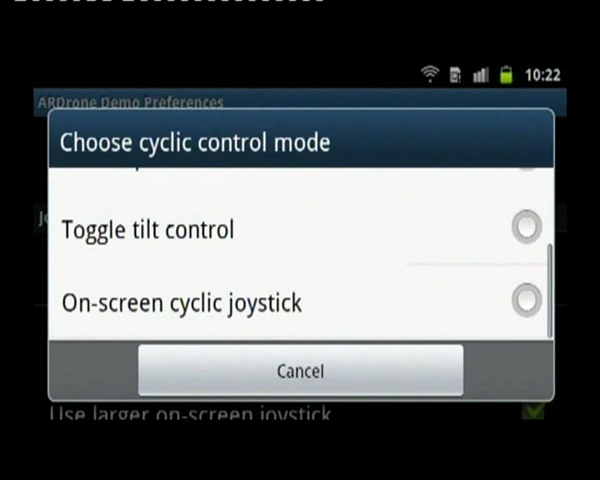 10:22
ARDrone Demo Preferences
Choose cyclic control mode
Toggle tilt control
On-screen cyclic joystick
Cancel
Use larger on-screen joystick